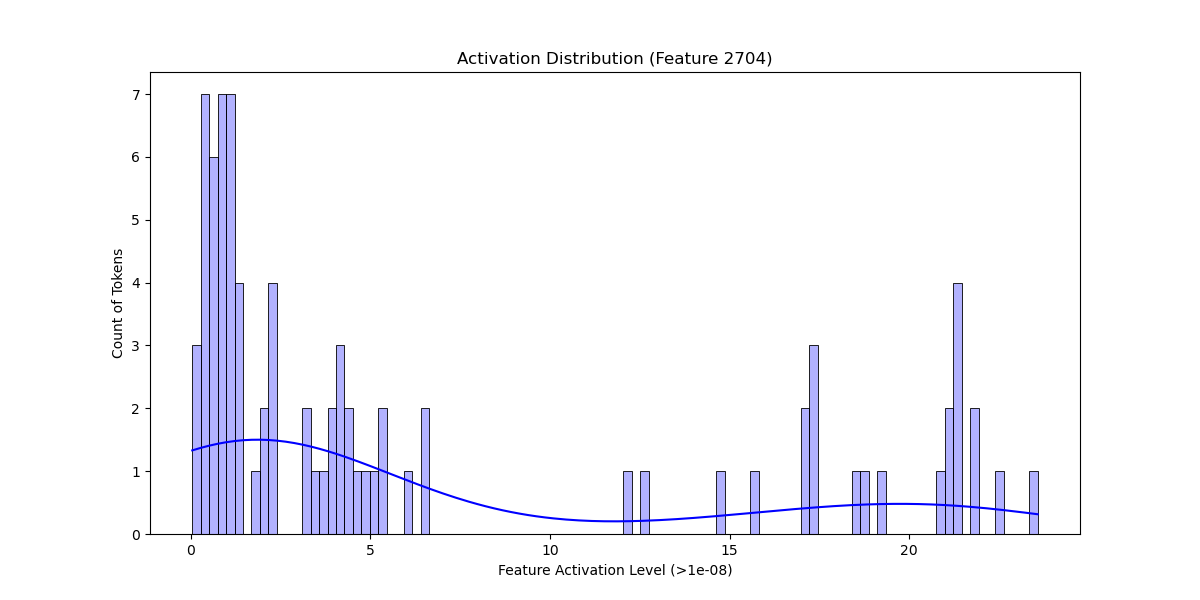 Activation Distribution (Feature 2704)
Count of Tokens
7
6
5
4
3
2
1
0
0 5 10 15 20
Feature Activation Level (>1e-08)